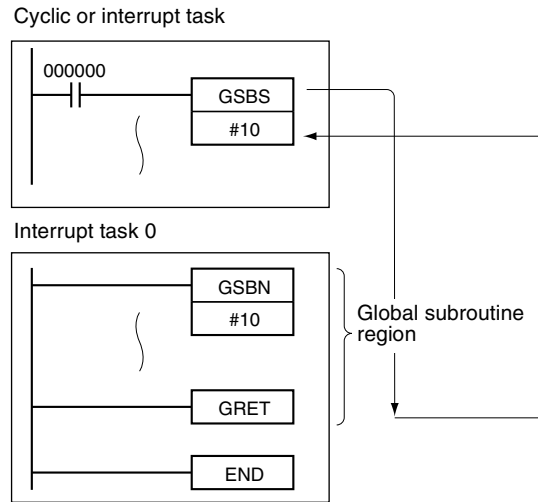 Cyclic or interrupt task
000000
GSBS
#10
Interrupt task 0
GSBN
#10
Global subroutine
region
GRET
END